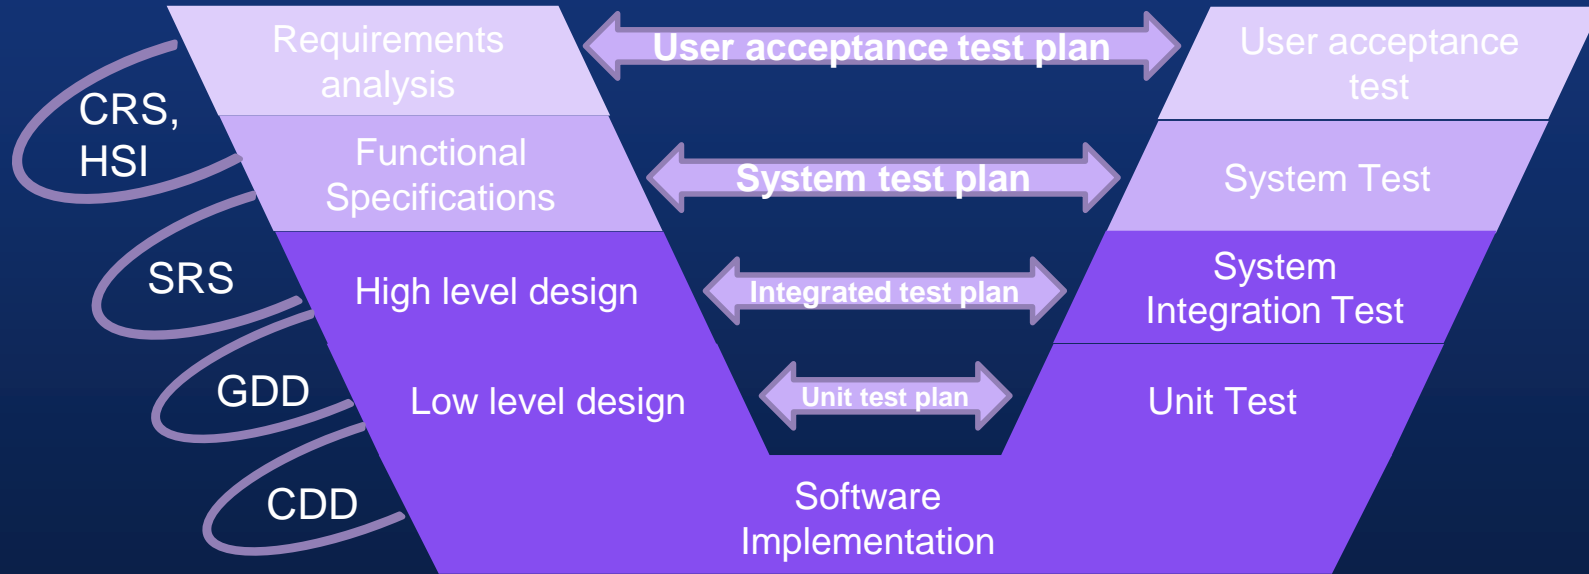 Requirements
analysis
User acceptance test plan
User acceptance
test
CRS,
HSI
Functional
Specifications
System test plan
System Test
SRS
High level design
Integrated test plan
System
Integration Test
GDD
Low level design
Unit test plan
Unit Test
CDD
Software
Implementation